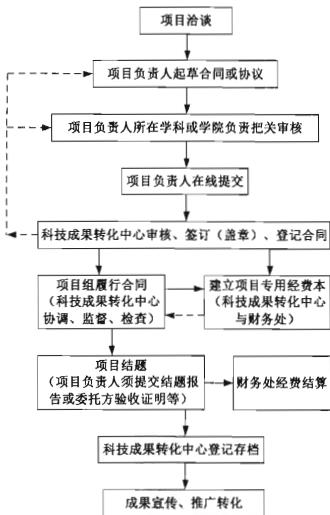 项目洽谈
项目负责人起草合同或协议
项目负责人所在学科或学院负责把关审核
项目负责人在线提交
科技成果转化中心审核、签订（盖章）、登记合同
项目组履行合同
（科技成果转化中心
协调、监督、检查）
建立项目专用经费本
（科技成果转化中心
与财务处）
项目结题
（项目负责人须提交结题报
告或委托方验收证明等）
财务处经费结算
科技成果转化中心登记存档
成果宣传、推广转化